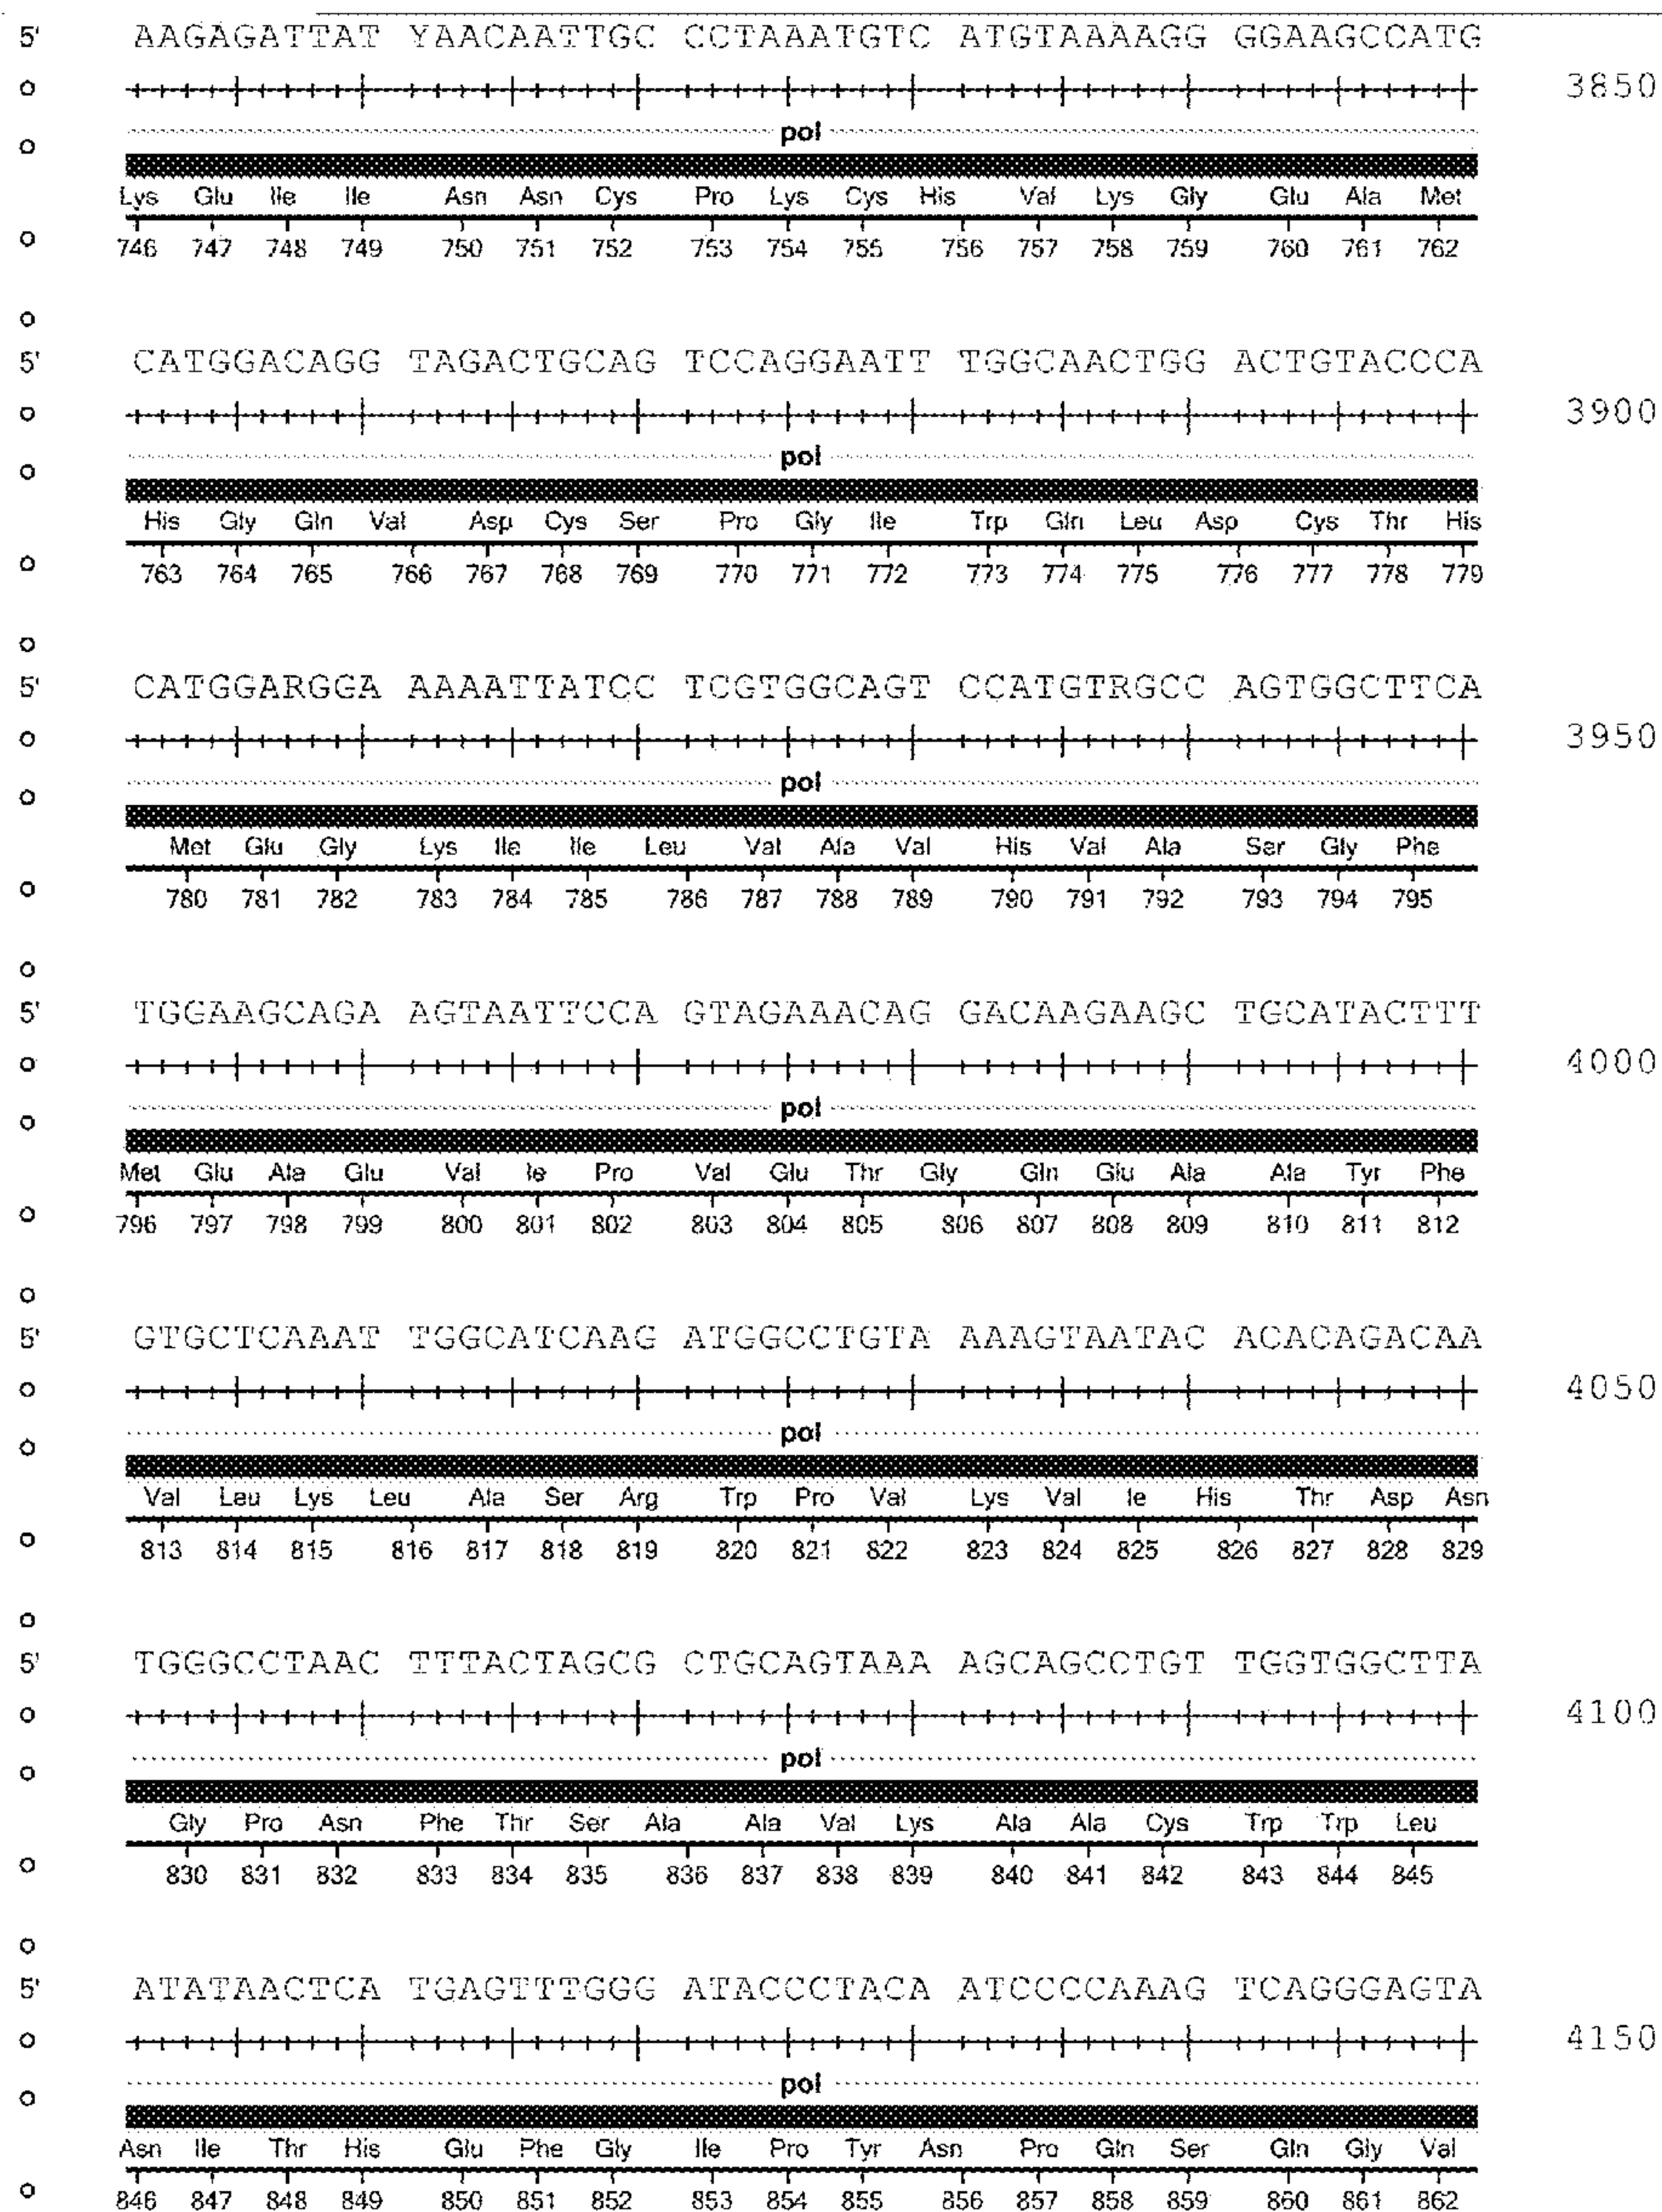 5' AAGAGATTAT YAACAATTGC CCTAAATGTC ATGTAAAAGG GGAAGCCATG
o 3850
pol
o
Lys Glu Ile Ile Asn Asn Cys Pro Lys Cys His Val Lys Gly Glu Ala Met
o 746 747 748 749 750 751 752 753 754 755 756 757 758 759 760 761 762
o
5' CATGGACAGG TAGACTGCAG TCCAGGAATT TGGCAACTGG ACTGTACCCA
o 3900
pol
o
His Gly Gln Val Asp Cys Ser Pro Gly Ile Trp Gln Leu Asp Cys Thr His
o 763 764 765 766 767 768 769 770 771 772 773 774 775 776 777 778 779
o
5' CATGGARGGA AAAATTATCC TCGTGGCAGT CCATGTRGCC AGTGGCTTCA
o 3950
pol
o
Met Glu Gly Lys Ile Ile Leu Val Ala Val His Val Ala Ser Gly Phe
o 780 781 782 783 784 785 786 787 788 789 790 791 792 793 794 795
o
5' TGGAAGCAGA AGTAATTCCA GTAGAAACAG GACAAGAAGC TGCATACTTT
o 4000
pol
o
Met Glu Ala Glu Val Ie Pro Val Glu Thr Gly Gln Glu Ala Ala Tyr Phe
o 796 797 798 799 800 801 802 803 804 805 806 807 808 809 810 811 812
o
5' GTGCTCAAAT TGGCATCAAG ATGGCCTGTA AAAGTAATAC ACACAGACAA
o 4050
pol
o
Val Leu Lys Leu Ala Ser Arg Trp Pro Val Lys Val Ie His Thr Asp Asn
o 813 814 815 816 817 818 819 820 821 822 823 824 825 826 827 828 829
o
5' TGGGCCTAAC TTTACTAGCG CTGCAGTAAA AGCAGCCTGT TGGTGGCTTA
o 4100
pol
o
Gly Pro Asn Phe Thr Ser Ala Ala Val Lys Ala Ala Cys Trp Trp Leu
o 830 831 832 833 834 835 836 837 838 839 840 841 842 843 844 845
o
5' ATATAACTCA TGAGTTTGGG ATACCCTACA ATCCCCAAAG TCAGGGAGTA
o 4150
pol
o
Asn Ile Thr His Glu Phe Gly Ile Pro Tyr Asn Pro Gln Ser Gln Gly Val
o 846 847 848 849 850 851 852 853 854 855 856 857 858 859 860 861 862